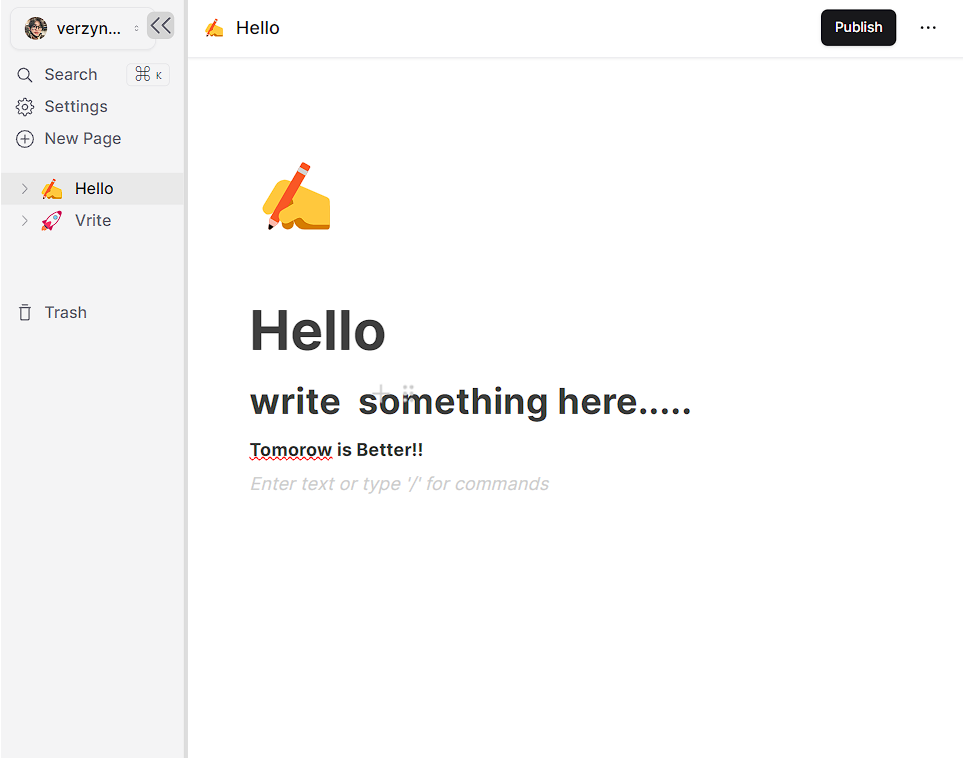 verzyn...
Search ⌘ K
Settings
New Page
Hello
Vrite
Trash
Hello
Publish
Hello
write something here.....
Tomorow is Better!!
Enter text or type '/' for commands